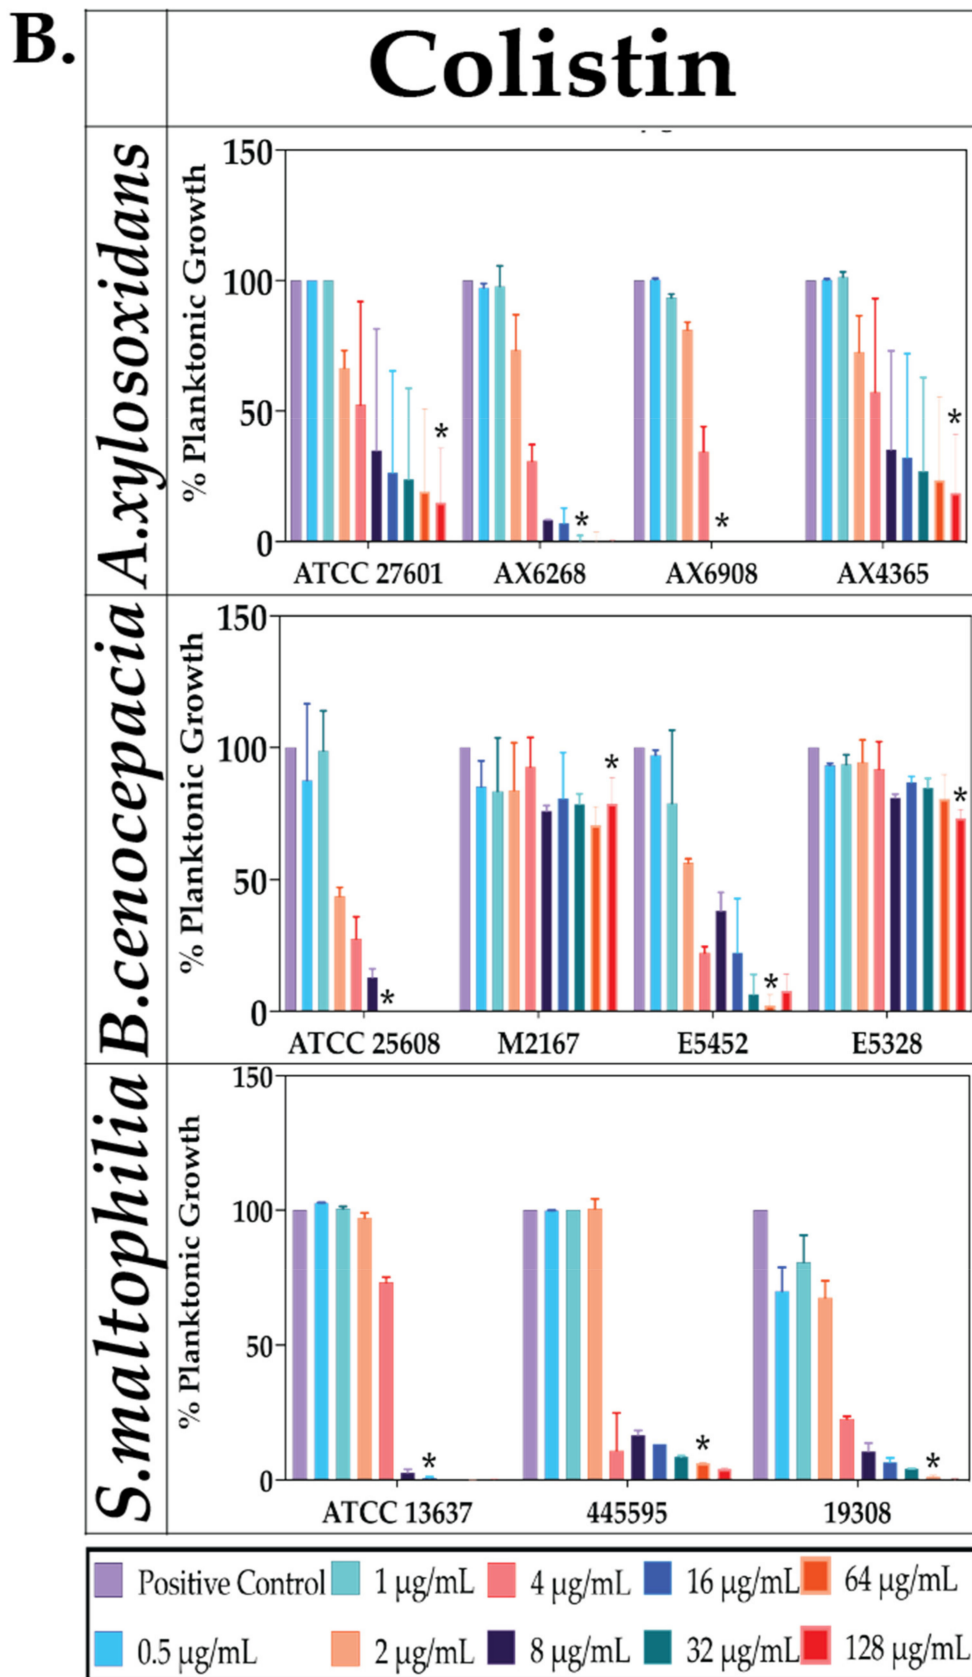 B.
Colistin
A.xylosoxidans
% Planktonic Growth
150
100
50
0
*
*
*
*
ATCC 27601 AX6268 AX6908 AX4365
B.cenocepacia
% Planktonic Growth
150
100
50
0
*
*
*
*
ATCC 25608 M2167 E5452 E5328
S.maltophilia
% Planktonic Growth
150
100
50
0
*
*
*
ATCC 13637 445595 19308
Positive Control 1 µg/mL 4 µg/mL 16 µg/mL 64 µg/mL
0.5 µg/mL 2 µg/mL 8 µg/mL 32 µg/mL 128 µg/mL